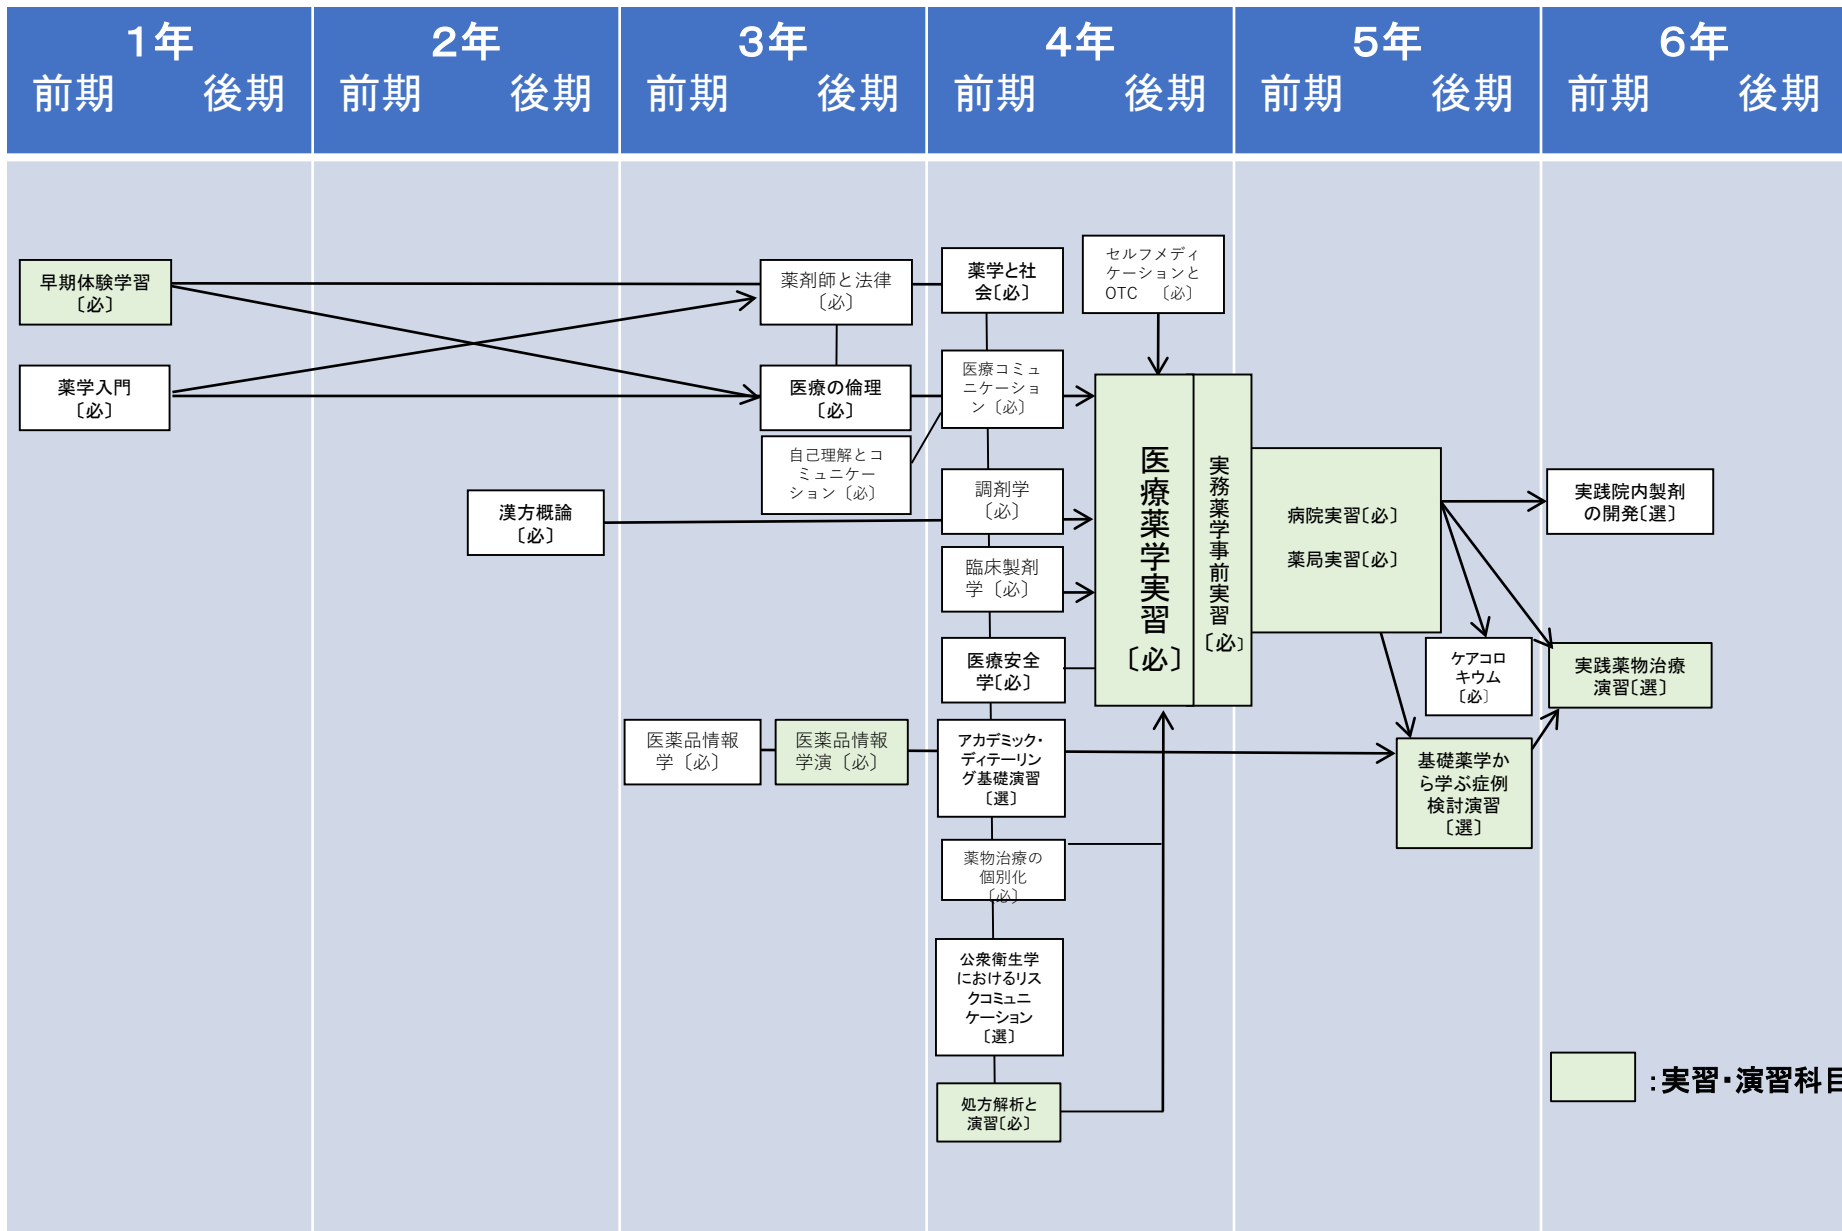 1年
前期 後期
2年
前期 後期
3年
前期 後期
4年
前期 後期
5年
前期 後期
6年
前期 後期
早期体験学習
〔必〕
薬学入門
〔必〕
漢方概論
〔必〕
薬剤師と法律
〔必〕
医療の倫理
〔必〕
自己理解とコ
ミュニケー
ション〔必〕
医薬品情報
学〔必〕
医薬品情報
学演〔必〕
薬学と社
会〔必〕
医療コミュ
ニケーショ
ン〔必〕
調剤学
〔必〕
臨床製剤
学〔必〕
医療安全
学〔必〕
アカデミック・
ディテーリン
グ基礎演習
〔選〕
薬物治療の
個別化
〔必〕
公衆衛生学
におけるリス
クコミュニ
ケーション
〔選〕
処方解析と
演習〔必〕
セルフメディ
ケーションと
OTC 〔必〕
医療薬学実習〔必〕
実務薬学事前実習〔必〕
病院実習〔必〕
薬局実習〔必〕
ケアコロ
キウム
〔必〕
基礎薬学か
ら学ぶ症例
検討演習
〔選〕
実践院内製剤
の開発〔選〕
実践薬物治療
演習〔選〕
：実習・演習科目